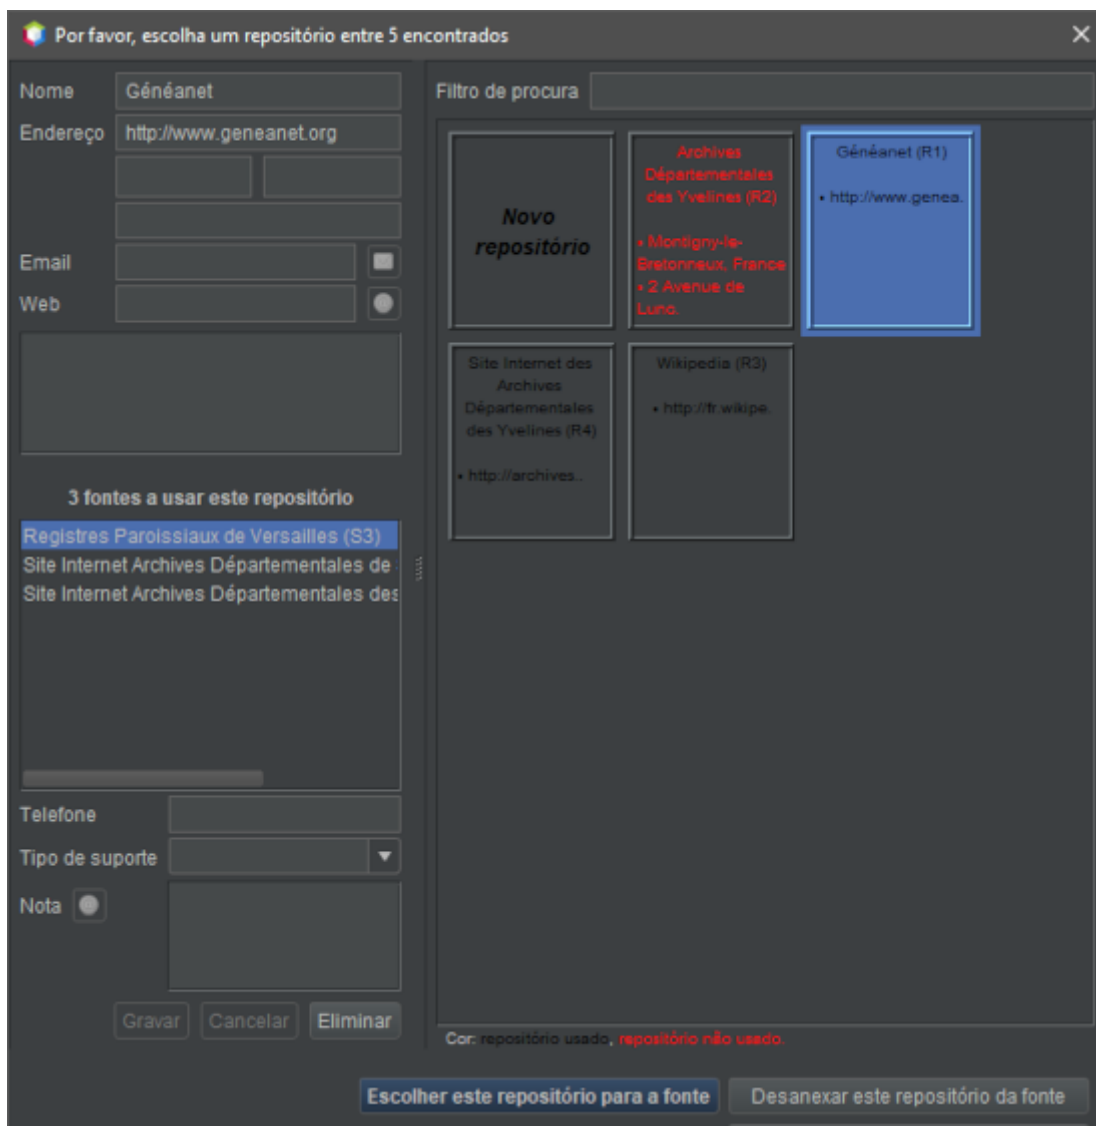 Por favor, escolha um repositório entre 5 encontrados
Nome
Généanet
Endereço
http://www.geneanet.org
Email
Web
3 fontes a usar este repositório
Registres Paroissiaux de Versailles (S3)
Site Internet Archives Départementales de
Site Internet Archives Départementales des
Telefone
Tipo de suporte
Nota
Gravar
Cancelar
Eliminar
Filtro de procura
Novo
repositório
Archives
Départementales
des Yvelines (R2)
• Montigny-le-
Bretonneux, France
• 2 Avenue de
Lunc.
Généanet (R1)
• http://www.genea.
Site Internet des
Archives
Départementales
des Yvelines (R4)
• http://archives..
Wikipedia (R3)
• http://fr.wikipe.
Cor: repositório usado, repositório não usado.
Escolher este repositório para a fonte
Desanexar este repositório da fonte